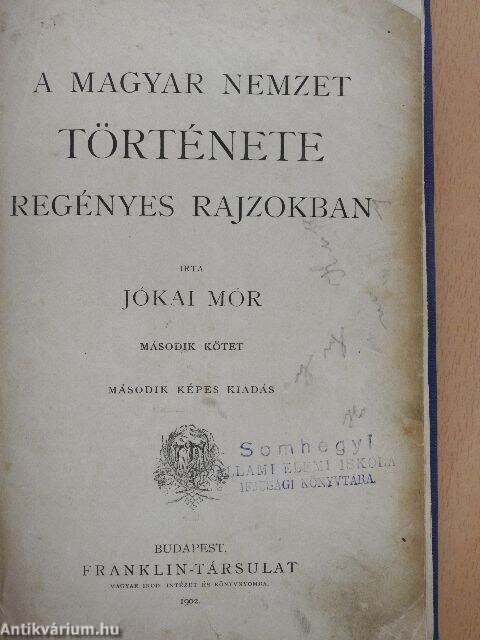 A MAGYAR NEMZET
TÖRTÉNETE
REGÉNYES RAJZOKBAN
IRTA
JÓKAI MÓR
MÁSODIK KÖTET
MÁSODIK KÉPES KIADÁS
Somhegyi
ÁLLAMI ELEMI ISKOLA
IFJUSÁGI KÖNYVTÁRA.
BUDAPEST,
FRANKLIN-TÁRSULAT
MAGYAR IROD. INTÉZET ÉS KÖNYVNYOMDA.
1902.
Antikvárium.hu